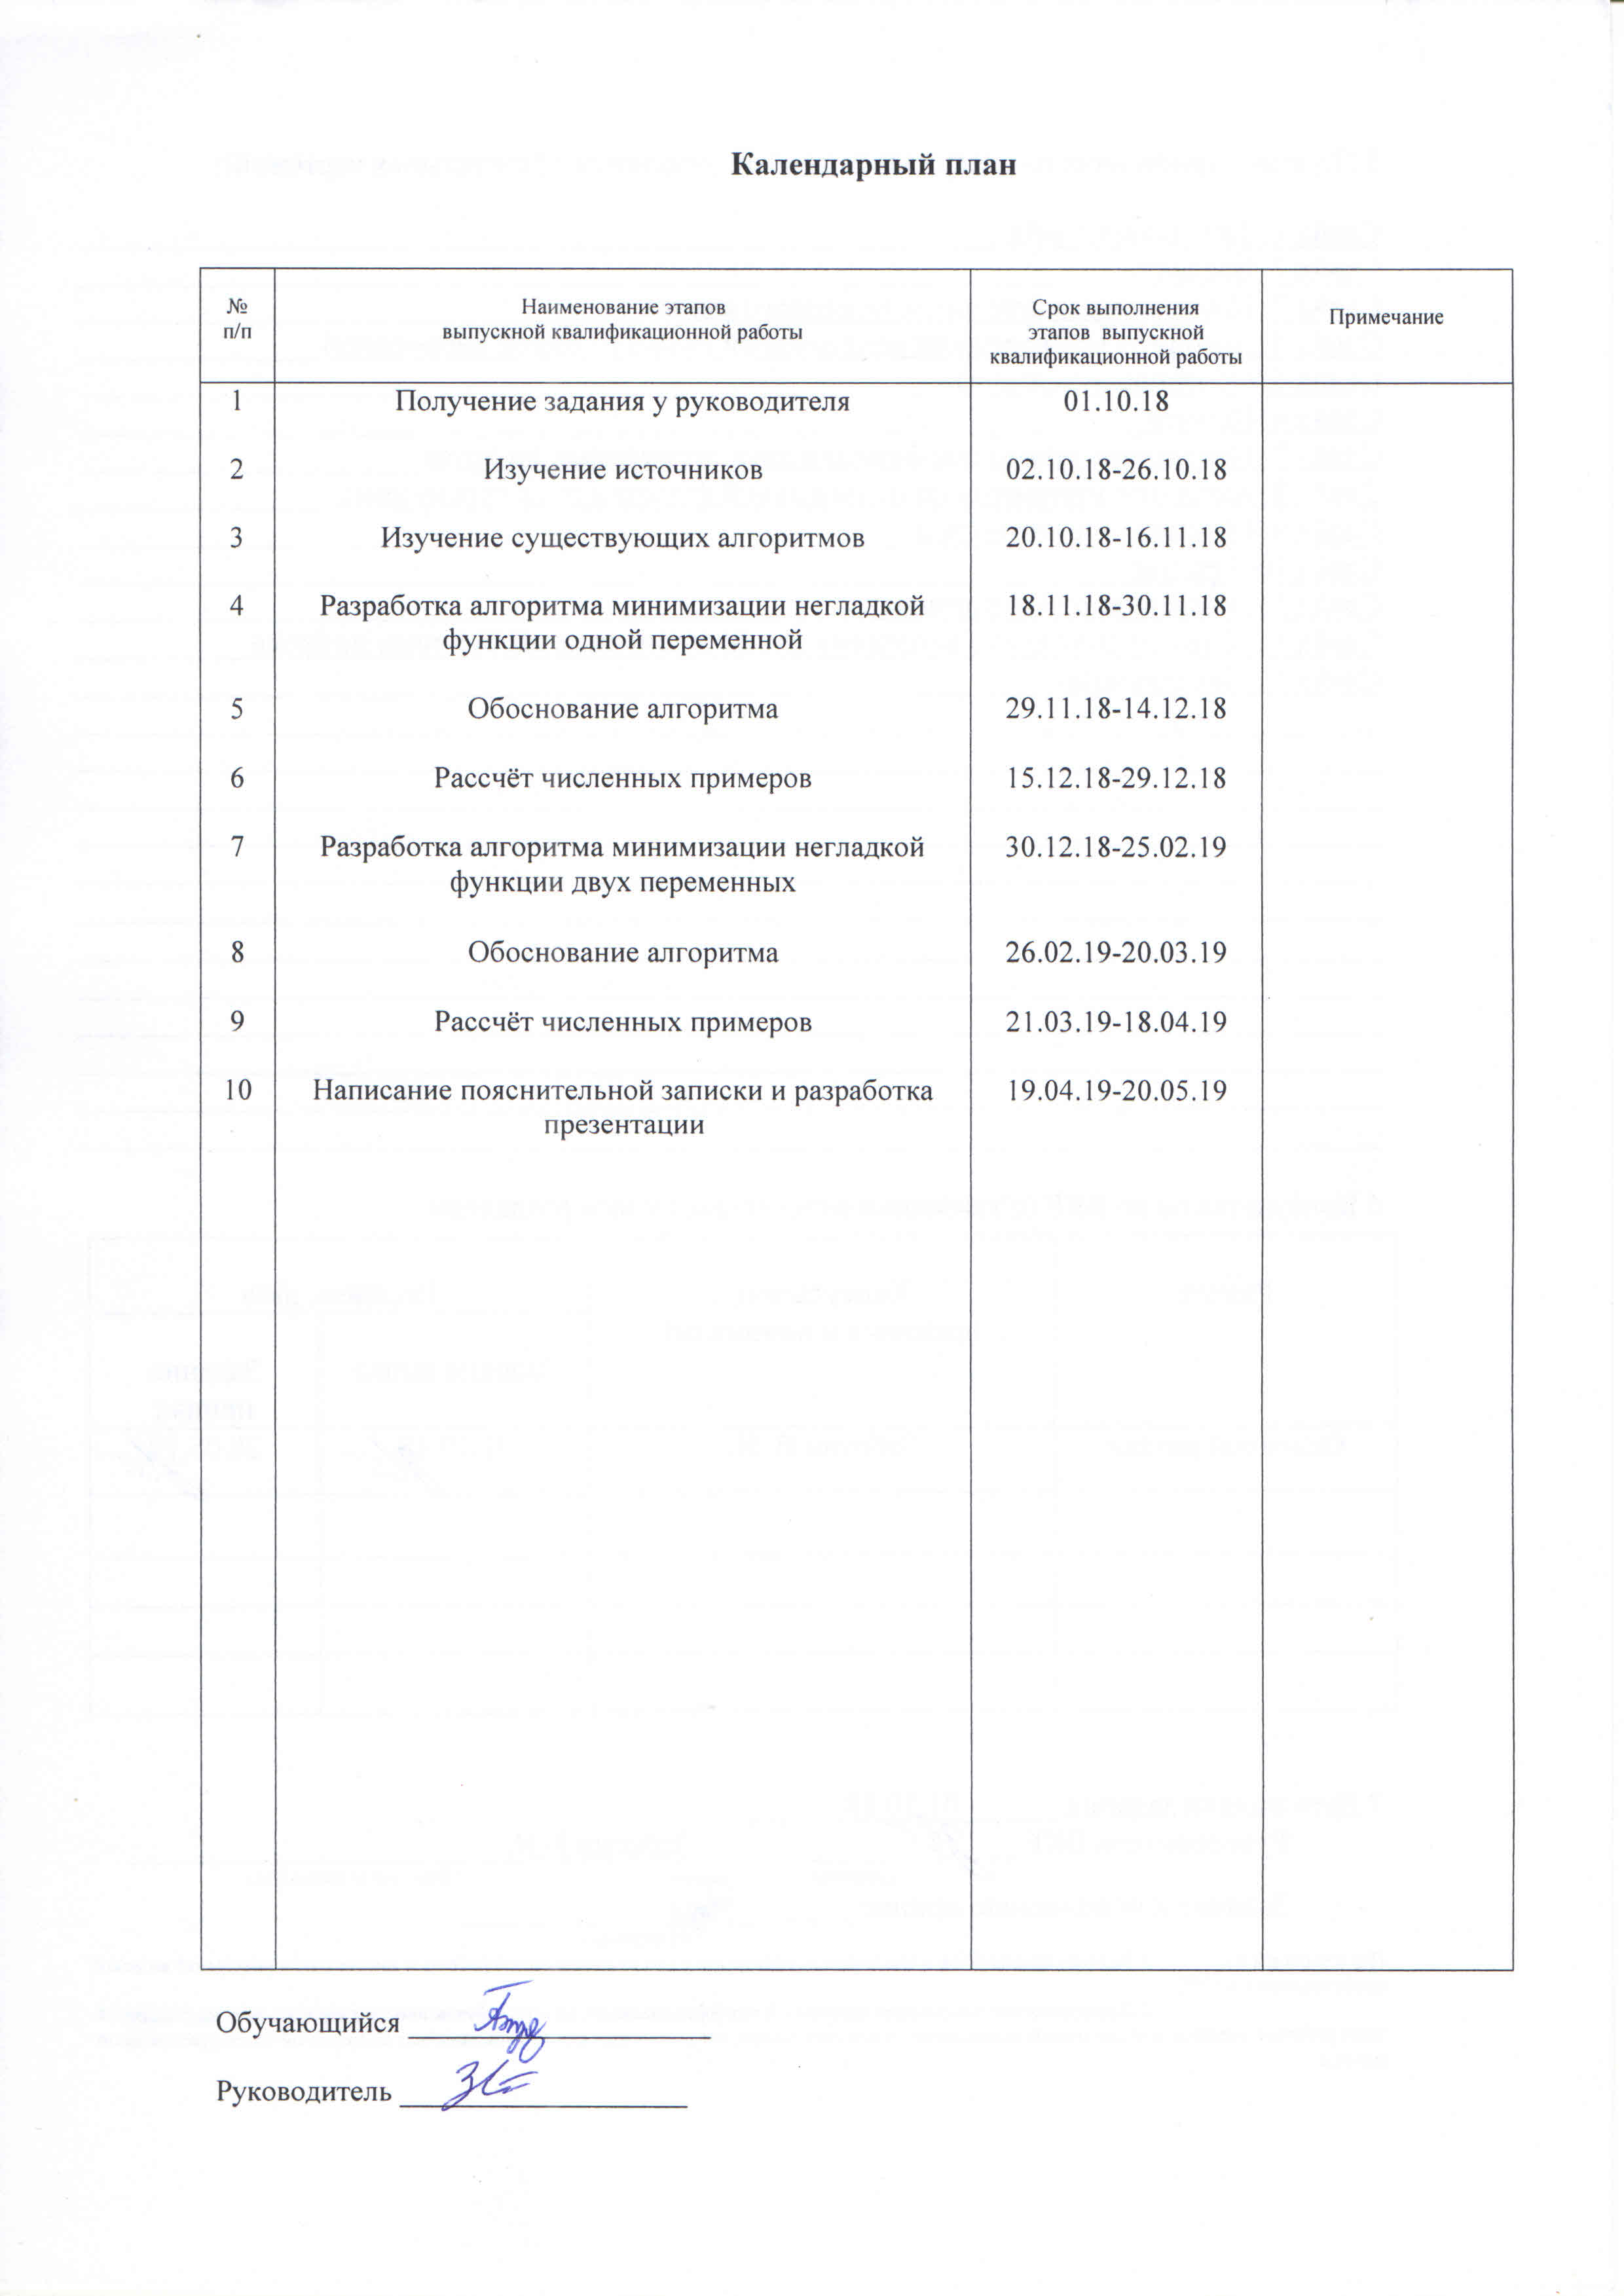 Календарный план
№
п/п
Наименование этапов
выпускной квалификационной работы
Срок выполнения
этапов выпускной
квалификационной работы
Примечание
1 Получение задания у руководителя 01.10.18
2 Изучение источников 02.10.18-26.10.18
3 Изучение существующих алгоритмов 20.10.18-16.11.18
4 Разработка алгоритма минимизации негладкой 18.11.18-30.11.18
функции одной переменной
5 Обоснование алгоритма 29.11.18-14.12.18
6 Рассчёт численных примеров 15.12.18-29.12.18
7 Разработка алгоритма минимизации негладкой 30.12.18-25.02.19
функции двух переменных
8 Обоснование алгоритма 26.02.19-20.03.19
9 Рассчёт численных примеров 21.03.19-18.04.19
10 Написание пояснительной записки и разработка 19.04.19-20.05.19
презентации
Обучающийся
Руководитель